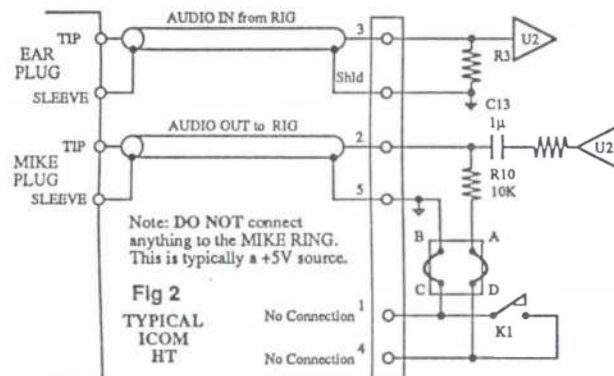 AUDIO IN from RIG
TIP
EAR
PLUG
SLEEVE
3
Shld
R3
U2
C13
1µ
AUDIO OUT to RIG
TIP
MIKE
PLUG
SLEEVE
2
5
R10
10K
U2
Note: DO NOT connect
anything to the MIKE RING.
This is typically a +5V source.
B
A
C
D
Fig 2
TYPICAL
ICOM
HT
No Connection 1
K1
No Connection 4